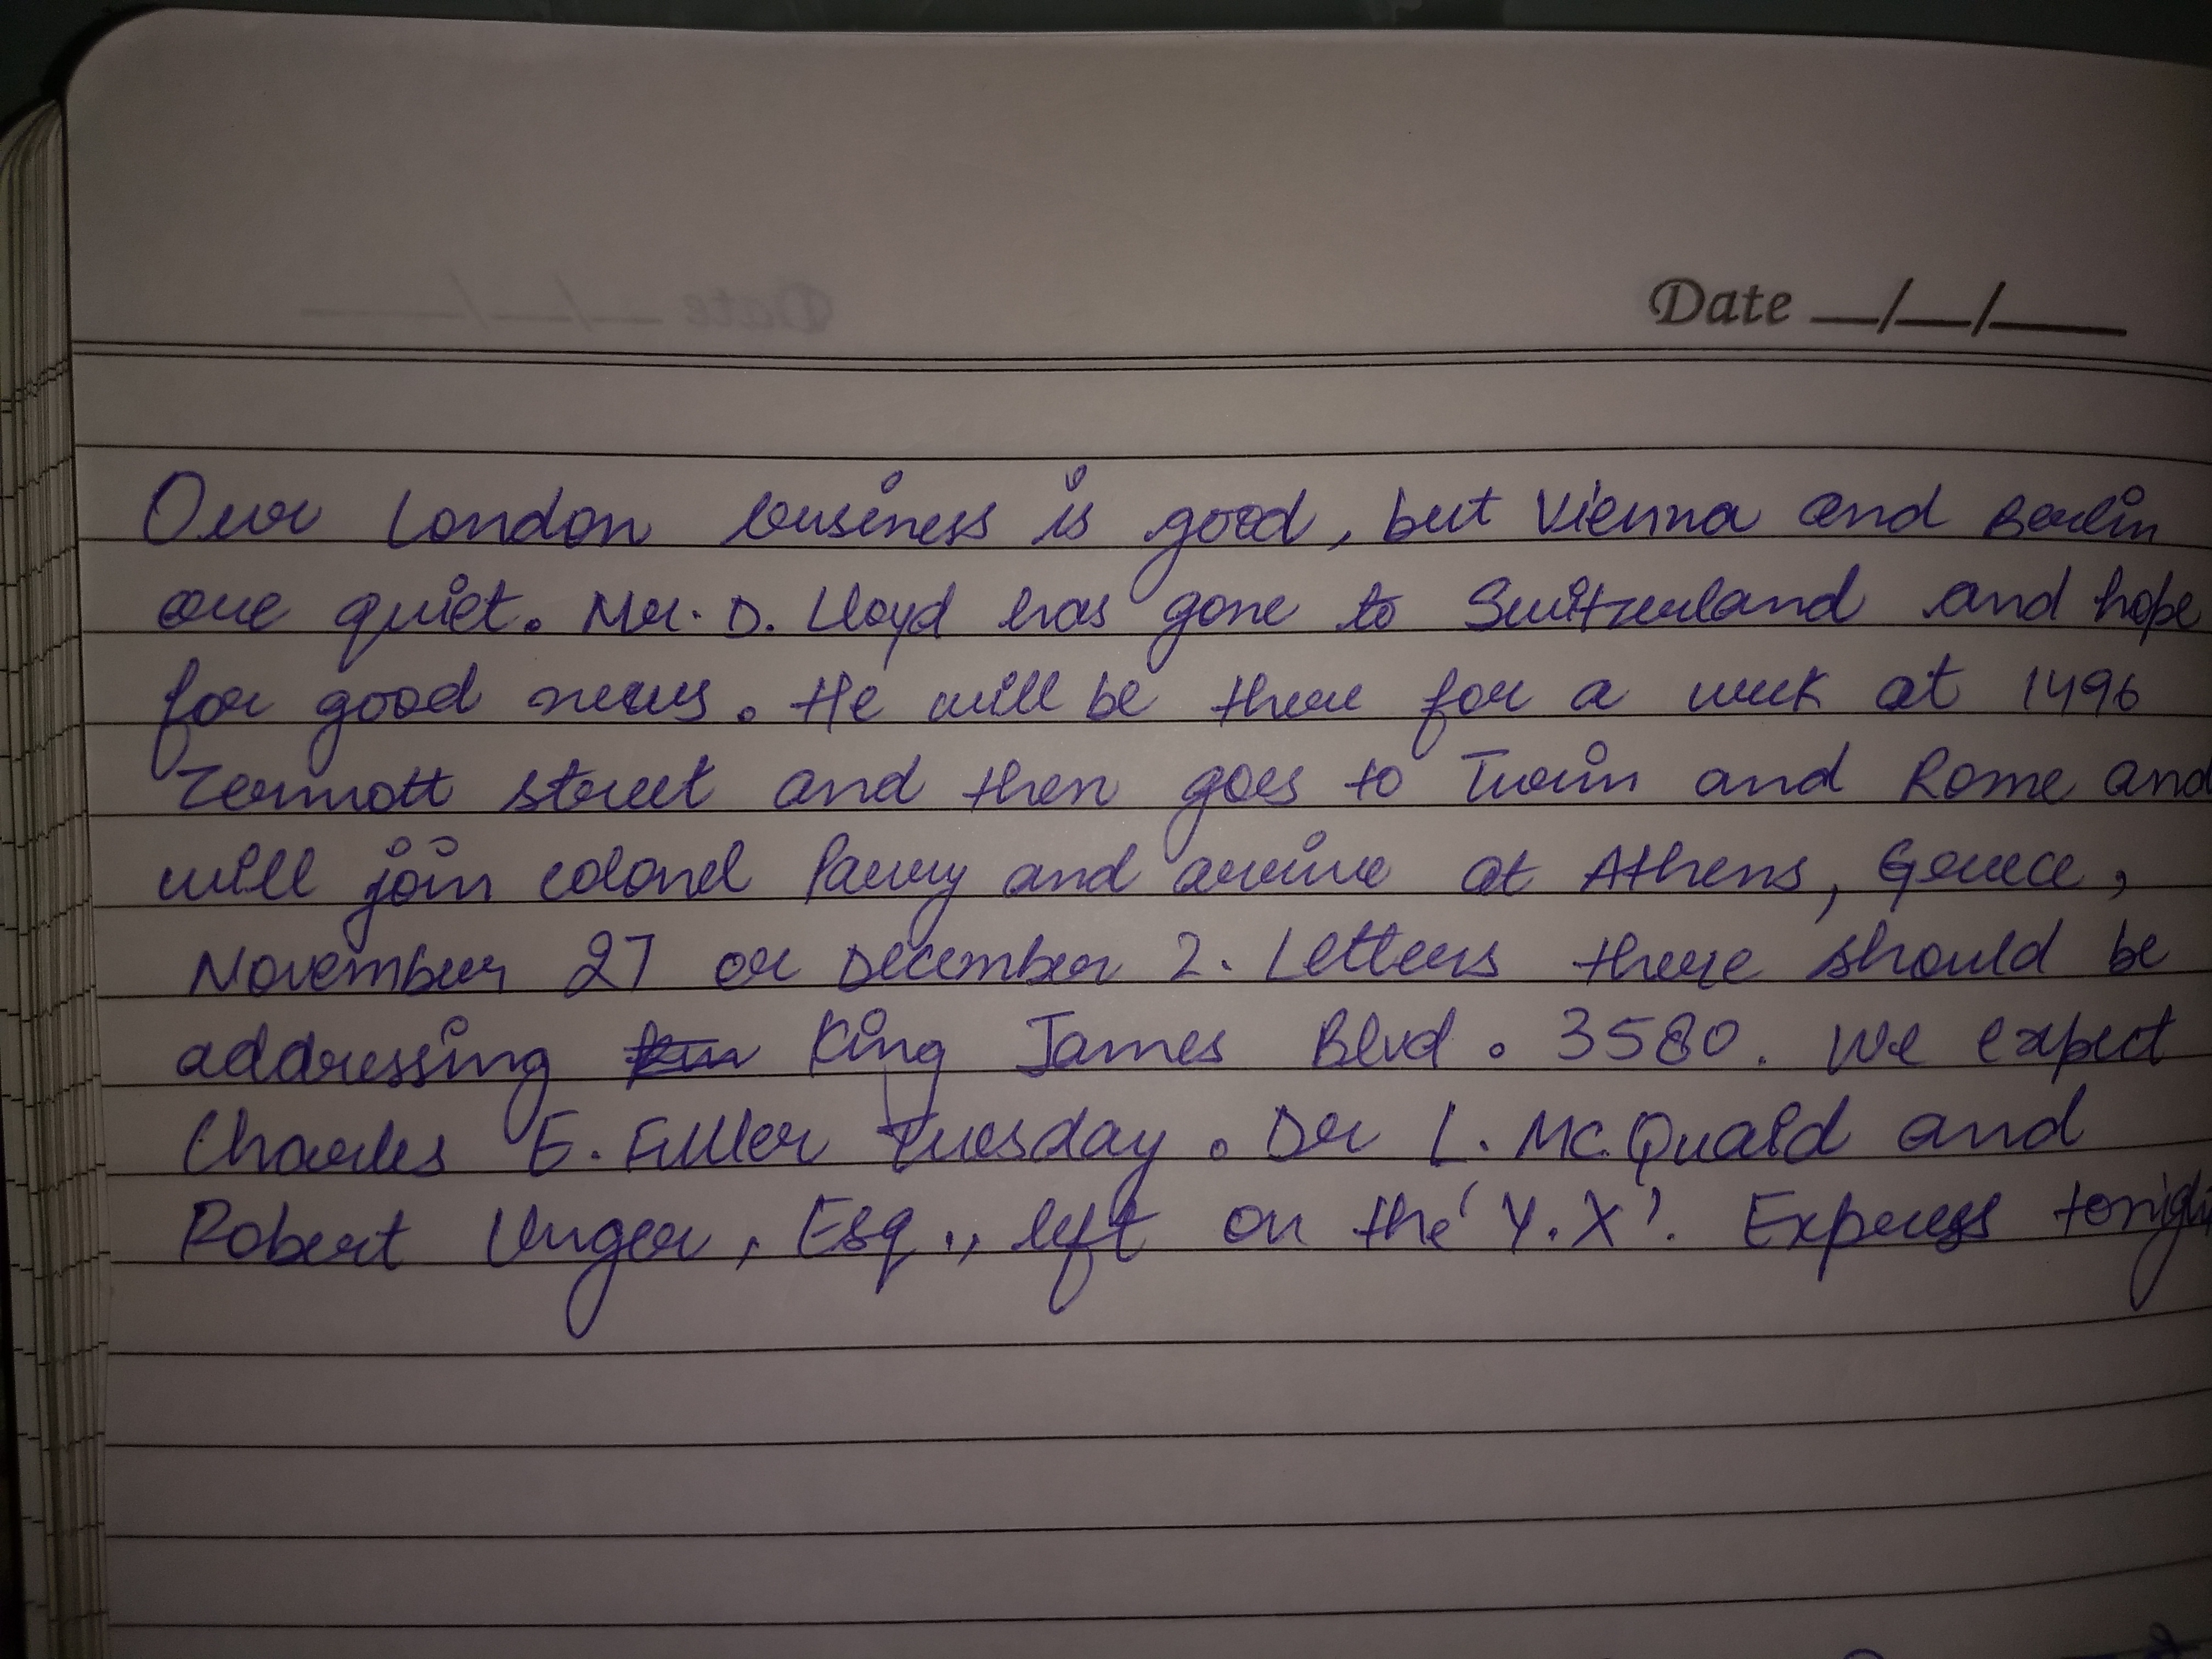 Date __/__/____
Our London business is good, but Vienna and Berlin
are quiet. Mr. D. Lloyd has gone to Switzerland and hope
for good news. He will be there for a week at 1496
Zermott street and then goes to Turin and Rome and
will join colonel Parry and arrive at Athens, Greece,
November 27 or December 2. Letters there should be
addressing King James Blvd. 3580. We expect
Charles E. Fuller Tuesday. Dr L. McQuaid and
Robert Unger, Esq., left on the 'Y.X'. Express tonight